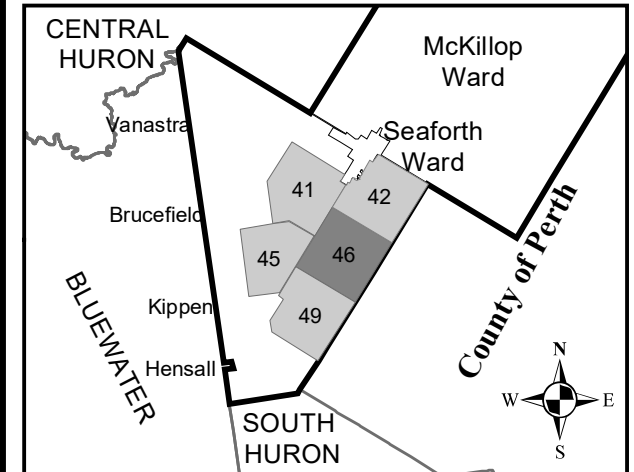 CENTRAL
HURON
McKillop
Ward
Vanastra
Seaforth
Ward
41
42
Brucefield
45
46
County of Perth
BLUEWATER
Kippen
49
Hensall
N
W
E
S
SOUTH
HURON